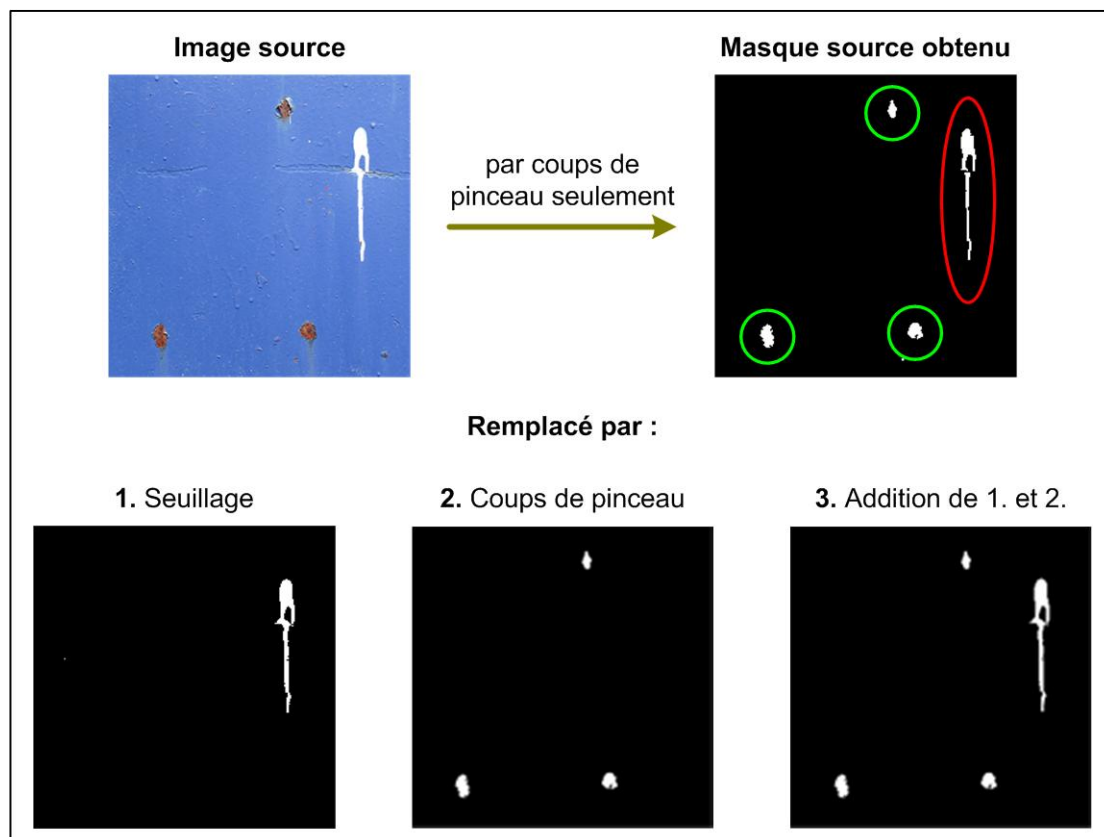 Image source
Masque source obtenu
par coups de
pinceau seulement
Remplacé par :
1. Seuillage
2. Coups de pinceau
3. Addition de 1. et 2.